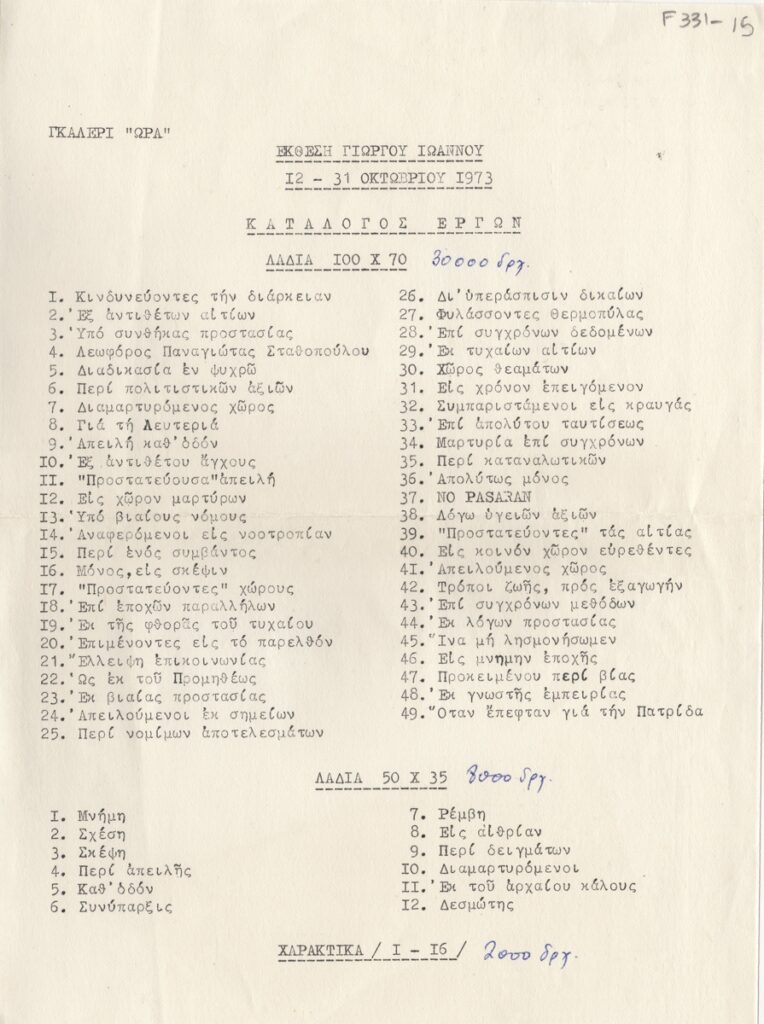 F331-15
ΓΚΑΛΕΡΙ "ΩΡΑ"
ΕΚΘΕΣΗ ΓΙΩΡΓΟΥ ΙΩΑΝΝΟΥ
12 - 31 ΟΚΤΩΒΡΙΟΥ 1973
Κ Α Τ Α Λ Ο Γ Ο Σ Ε Ρ Γ Ω Ν
ΛΑΔΙΑ 100 Χ 70 30000 δρχ.
1. Κινδυνεύοντες τήν διάρκειαν
2.'Εξ ἀντιθέτων αἰτίων
3.'Υπό συνθήκας προστασίας
4. Λεωφόρος Παναγιώτας Σταθοπούλου
5. Διαδικασία ἐν ψυχρῶ
6. Περί πολιτιστικῶν ἀξιῶν
7. Διαμαρτυρόμενος χῶρος
8. Γιά τή Λευτεριά
9.'Απειλή καθ'ὁδόν
10.'Εξ ἀντιθέτου ἄγχους
11. "Προστατεύουσα"ἀπειλή
12. Εἰς χῶρον μαρτύρων
13.'Υπό βιαίους νόμους
14.'Αναφερόμενοι εἰς νοοτροπίαν
15. Περί ἑνός συμβάντος
16. Μόνος,εἰς σκέψιν
17. "Προστατεύοντες" χώρους
18.'Επί ἐποχῶν παραλλήλων
19.'Εκ τῆς φθορᾶς τοῦ τυχαίου
20.'Επιμένοντες εἰς τό παρελθόν
21."Ελλειψη ἐπικοινωνίας
22.'Ως ἐκ τοῦ Προμηθέως
23.'Εκ βιαίας προστασίας
24.'Απειλούμενοι ἐκ σημείων
25. Περί νομίμων ἀποτελεσμάτων
26. Δι'ὑπεράσπισιν δικαίων
27. Φυλάσσοντες Θερμοπύλας
28.'Επί συγχρόνων δεδομένων
29.'Εκ τυχαίων αἰτίων
30. Χῶρος θεαμάτων
31. Εἰς χρόνον ἐπειγόμενον
32. Συμπαριστάμενοι εἰς κραυγάς
33.'Επί ἀπολύτου ταυτίσεως
34. Μαρτυρία ἐπί συγχρόνων
35. Περί καταναλωτικῶν
36.'Απολύτως μόνος
37. NO PASARAN
38. Λόγω ὑγειῶν ἀξιῶν
39. "Προστατεύοντες" τάς αἰτίας
40. Εἰς κοινόν χῶρον εὑρεθέντες
41.'Απειλούμενος χῶρος
42. Τρόποι ζωῆς, πρός ἐξαγωγήν
43.'Επί συγχρόνων μεθόδων
44.'Εκ λόγων προστασίας
45."Ινα μή λησμονήσωμεν
46. Εἰς μνημην ἐποχῆς
47. Προκειμένου περί βίας
48.'Εκ γνωστῆς ἐμπειρίας
49."Οταν ἔπεφταν γιά τήν Πατρίδα
ΛΑΔΙΑ 50 Χ 35 8000 δρχ.
1. Μνήμη
2. Σχέση
3. Σκέψη
4. Περί ἀπειλῆς
5. Καθ'ὁδόν
6. Συνύπαρξις
7. Ρέμβη
8. Εἰς αἰθρίαν
9. Περί δειγμάτων
10. Διαμαρτυρόμενοι
11.'Εκ τοῦ ἀρχαίου κάλους
12. Δεσμώτης
ΧΑΡΑΚΤΙΚΑ / 1 - 16 / 2000 δρχ.